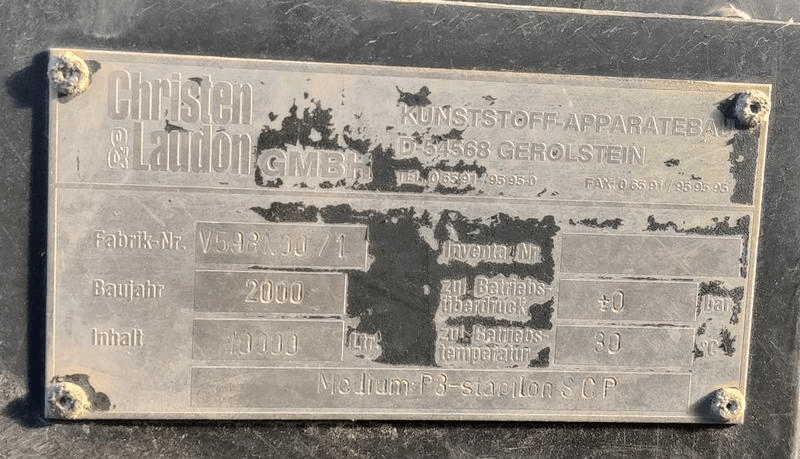 Christen
& Laudon GMBH
KUNSTSTOFF-APPARATEBAU
D-54568 GEROLSTEIN
TEL. 0 65 91 / 95 95-0 FAX: 0 65 91 / 95 95 95
Fabrik-Nr.
Baujahr 2000
Inhalt 10000 Ltr.
Inventar Nr.
zul. Betriebs-
überdruck ±0 bar
zul. Betriebs-
temperatur 30 °C
Medium: P3-stabilon S C P